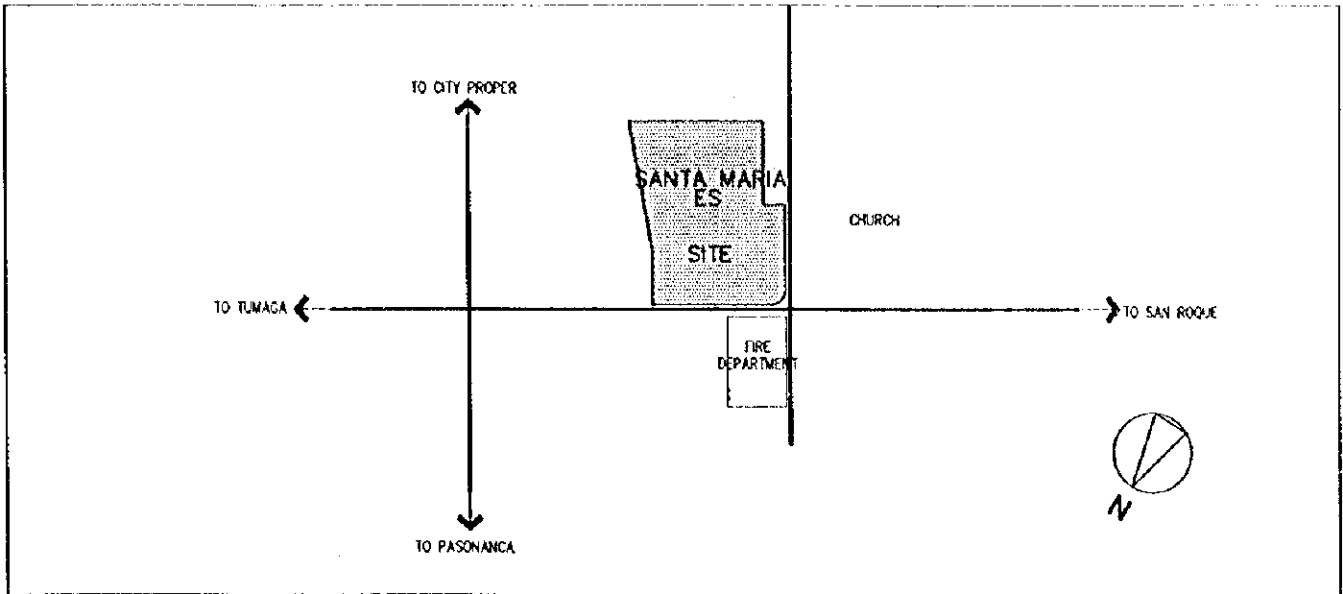 TO CITY PROPER
SANTA MARIA
ES
SITE
CHURCH
TO TUMAGA
TO SAN ROQUE
FIRE
DEPARTMENT
TO PASONANCA
N